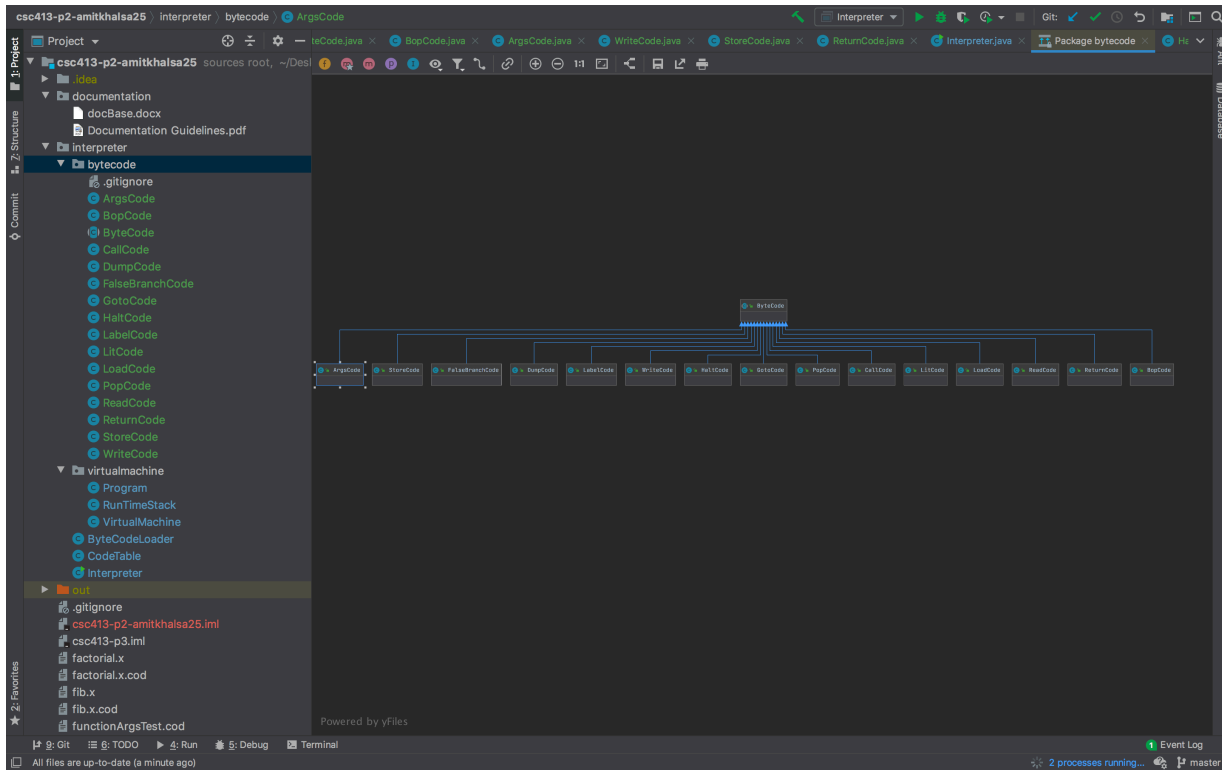 csc413-p2-amitkhalsa25 〉 interpreter 〉 bytecode 〉 ArgsCode
Interpreter
Git:
1: Project
Project
teCode.java
BopCode.java
ArgsCode.java
WriteCode.java
StoreCode.java
ReturnCode.java
Interpreter.java
Package bytecode
Ha
csc413-p2-amitkhalsa25 sources root, ~/Des
1:1
.idea
documentation
docBase.docx
Documentation Guidelines.pdf
interpreter
bytecode
.gitignore
ArgsCode
BopCode
ByteCode
CallCode
DumpCode
FalseBranchCode
GotoCode
HaltCode
LabelCode
LitCode
LoadCode
PopCode
ReadCode
ReturnCode
StoreCode
WriteCode
virtualmachine
Program
RunTimeStack
VirtualMachine
ByteCodeLoader
CodeTable
Interpreter
out
.gitignore
csc413-p2-amitkhalsa25.iml
csc413-p3.iml
factorial.x
factorial.x.cod
fib.x
fib.x.cod
functionArgsTest.cod
Z: Structure
Commit
2: Favorites
Database
ByteCode
ArgsCode
StoreCode
FalseBranchCode
DumpCode
LabelCode
WriteCode
HaltCode
GotoCode
PopCode
CallCode
LitCode
LoadCode
ReadCode
ReturnCode
BopCode
Powered by yFiles
9: Git
6: TODO
4: Run
5: Debug
Terminal
1 Event Log
All files are up-to-date (a minute ago)
2 processes running...
master